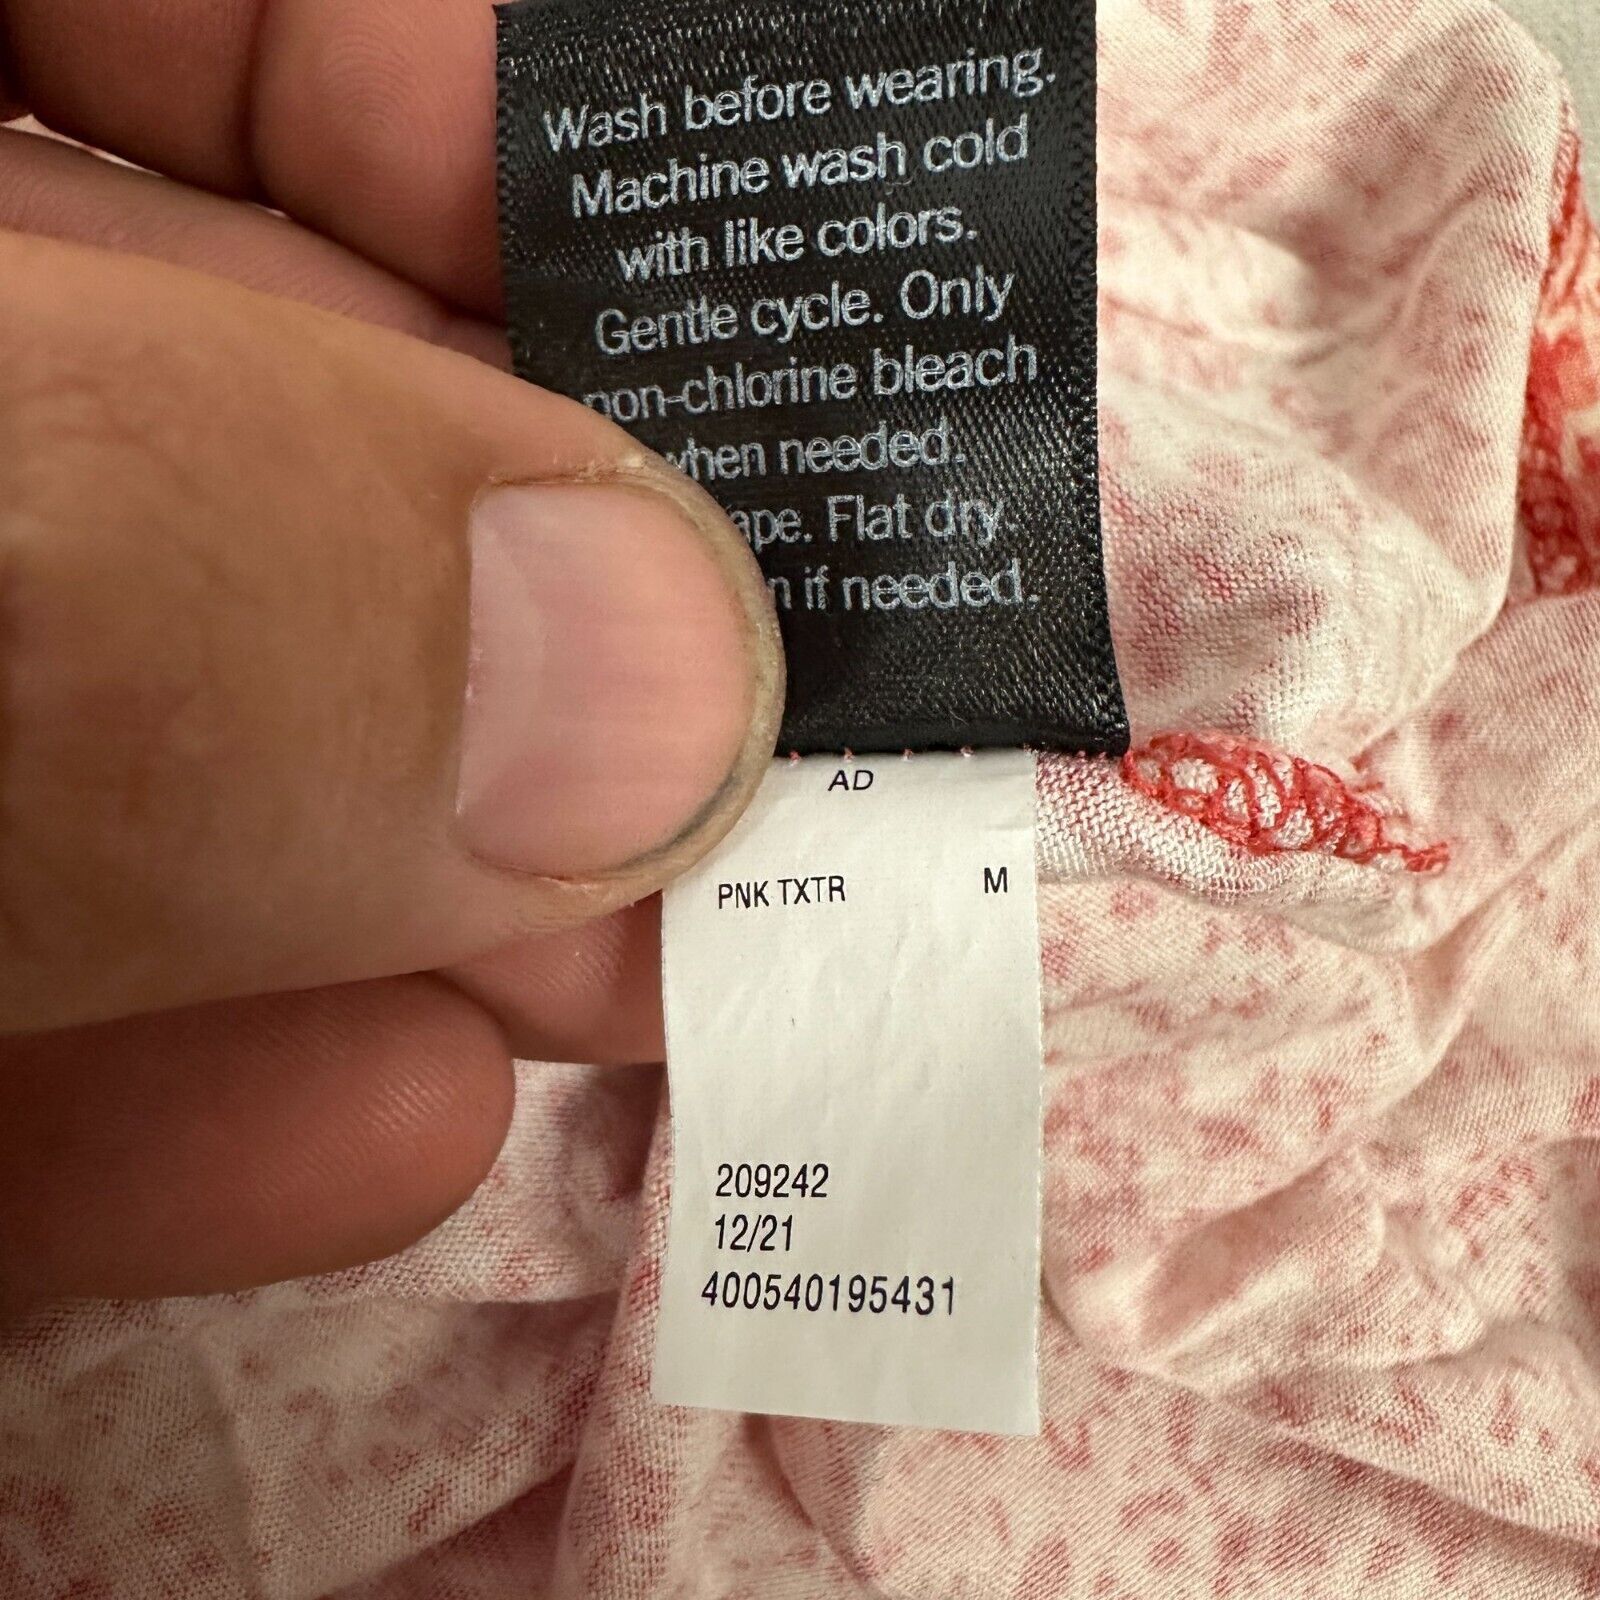 Wash before wearing.
Machine wash cold
with like colors.
Gentle cycle. Only
non-chlorine bleach
when needed.
Flat dry.
if needed.
AD
PNK TXTR M
209242
12/21
400540195431